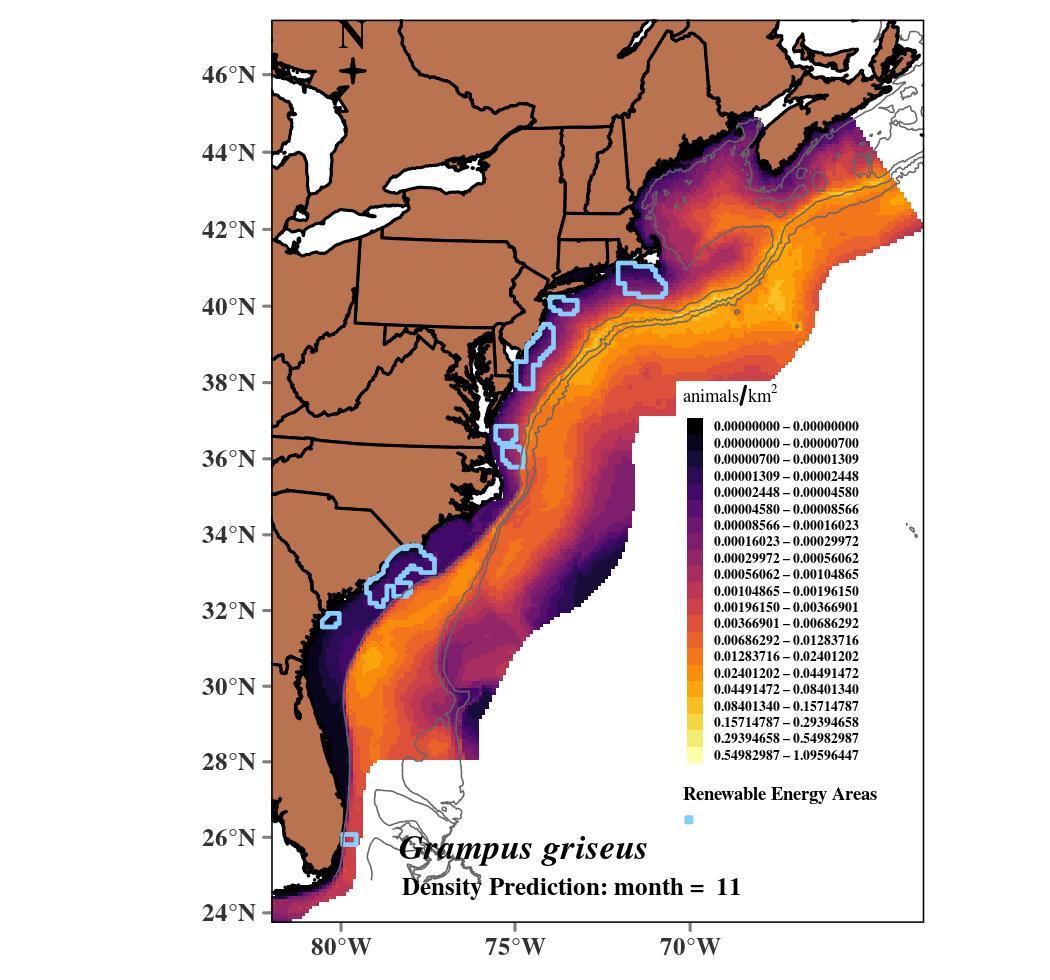 N
46°N
44°N
42°N
40°N
38°N
36°N
34°N
32°N
30°N
28°N
26°N
24°N
animals/km²
0.00000000 – 0.00000000
0.00000000 – 0.00000700
0.00000700 – 0.00001309
0.00001309 – 0.00002448
0.00002448 – 0.00004580
0.00004580 – 0.00008566
0.00008566 – 0.00016023
0.00016023 – 0.00029972
0.00029972 – 0.00056062
0.00056062 – 0.00104865
0.00104865 – 0.00196150
0.00196150 – 0.00366901
0.00366901 – 0.00686292
0.00686292 – 0.01283716
0.01283716 – 0.02401202
0.02401202 – 0.04491472
0.04491472 – 0.08401340
0.08401340 – 0.15714787
0.15714787 – 0.29394658
0.29394658 – 0.54982987
0.54982987 – 1.09596447
Renewable Energy Areas
Grampus griseus
Density Prediction: month = 11
80°W 75°W 70°W